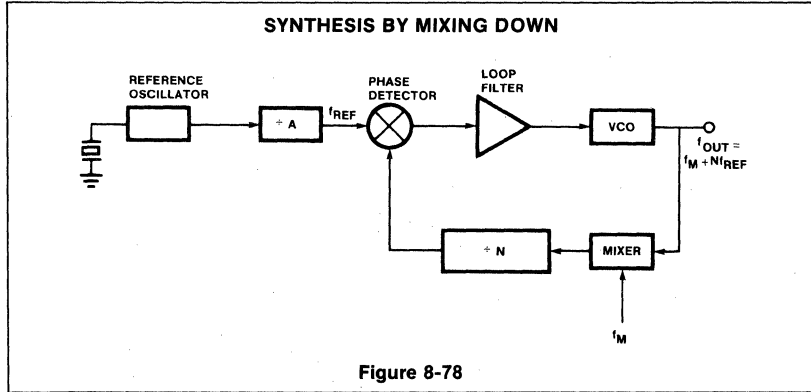 SYNTHESIS BY MIXING DOWN
REFERENCE
OSCILLATOR
PHASE
DETECTOR
LOOP
FILTER
÷ A
fREF
VCO
fOUT =
fM + NfREF
÷ N
MIXER
fM
Figure 8-78